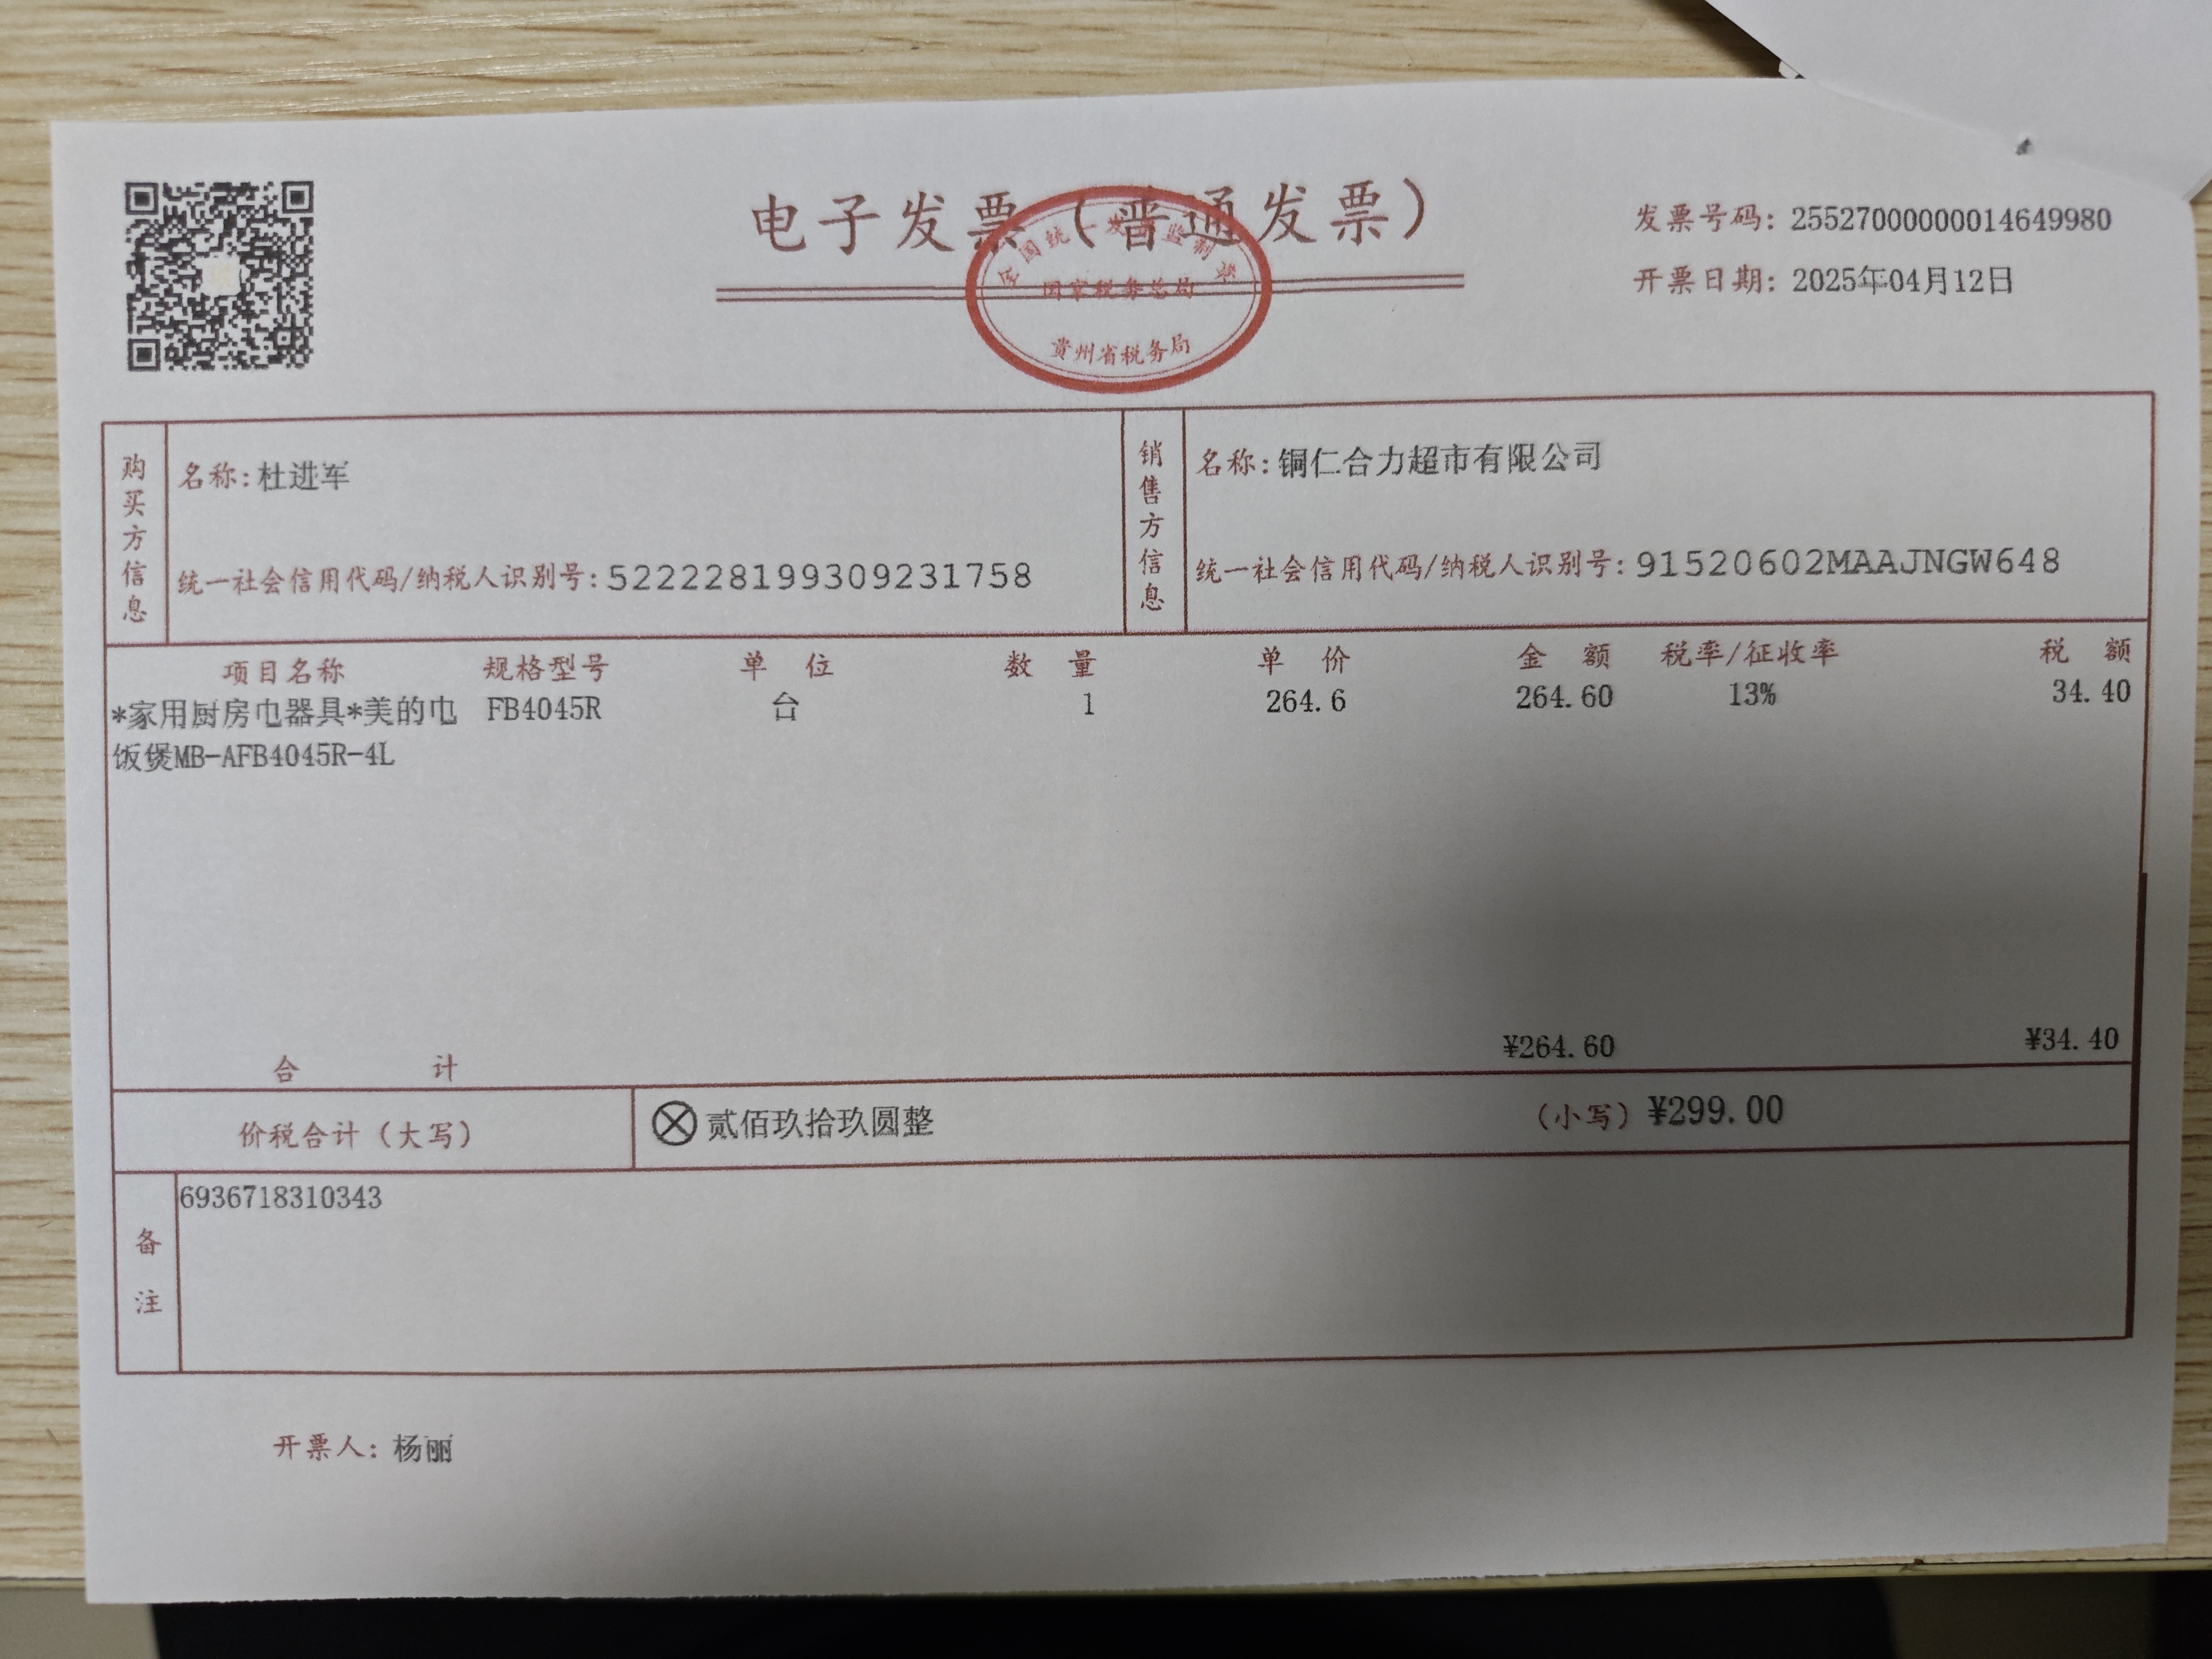 电子发票（普通发票）
国家税务总局
贵州省税务局
发票号码：25527000000014649980
开票日期：2025年04月12日
购买方信息
名称：杜进军
统一社会信用代码/纳税人识别号：522228199309231758
销售方信息
名称：铜仁合力超市有限公司
统一社会信用代码/纳税人识别号：91520602MAAJNGW648
项目名称 规格型号 单位 数量 单价 金额 税率/征收率 税额
*家用厨房电器具*美的电 FB4045R 台 1 264.6 264.60 13% 34.40
饭煲MB-AFB4045R-4L
合计 ¥264.60 ¥34.40
价税合计（大写） ⊗贰佰玖拾玖圆整 （小写）¥299.00
备注
6936718310343
开票人：杨丽